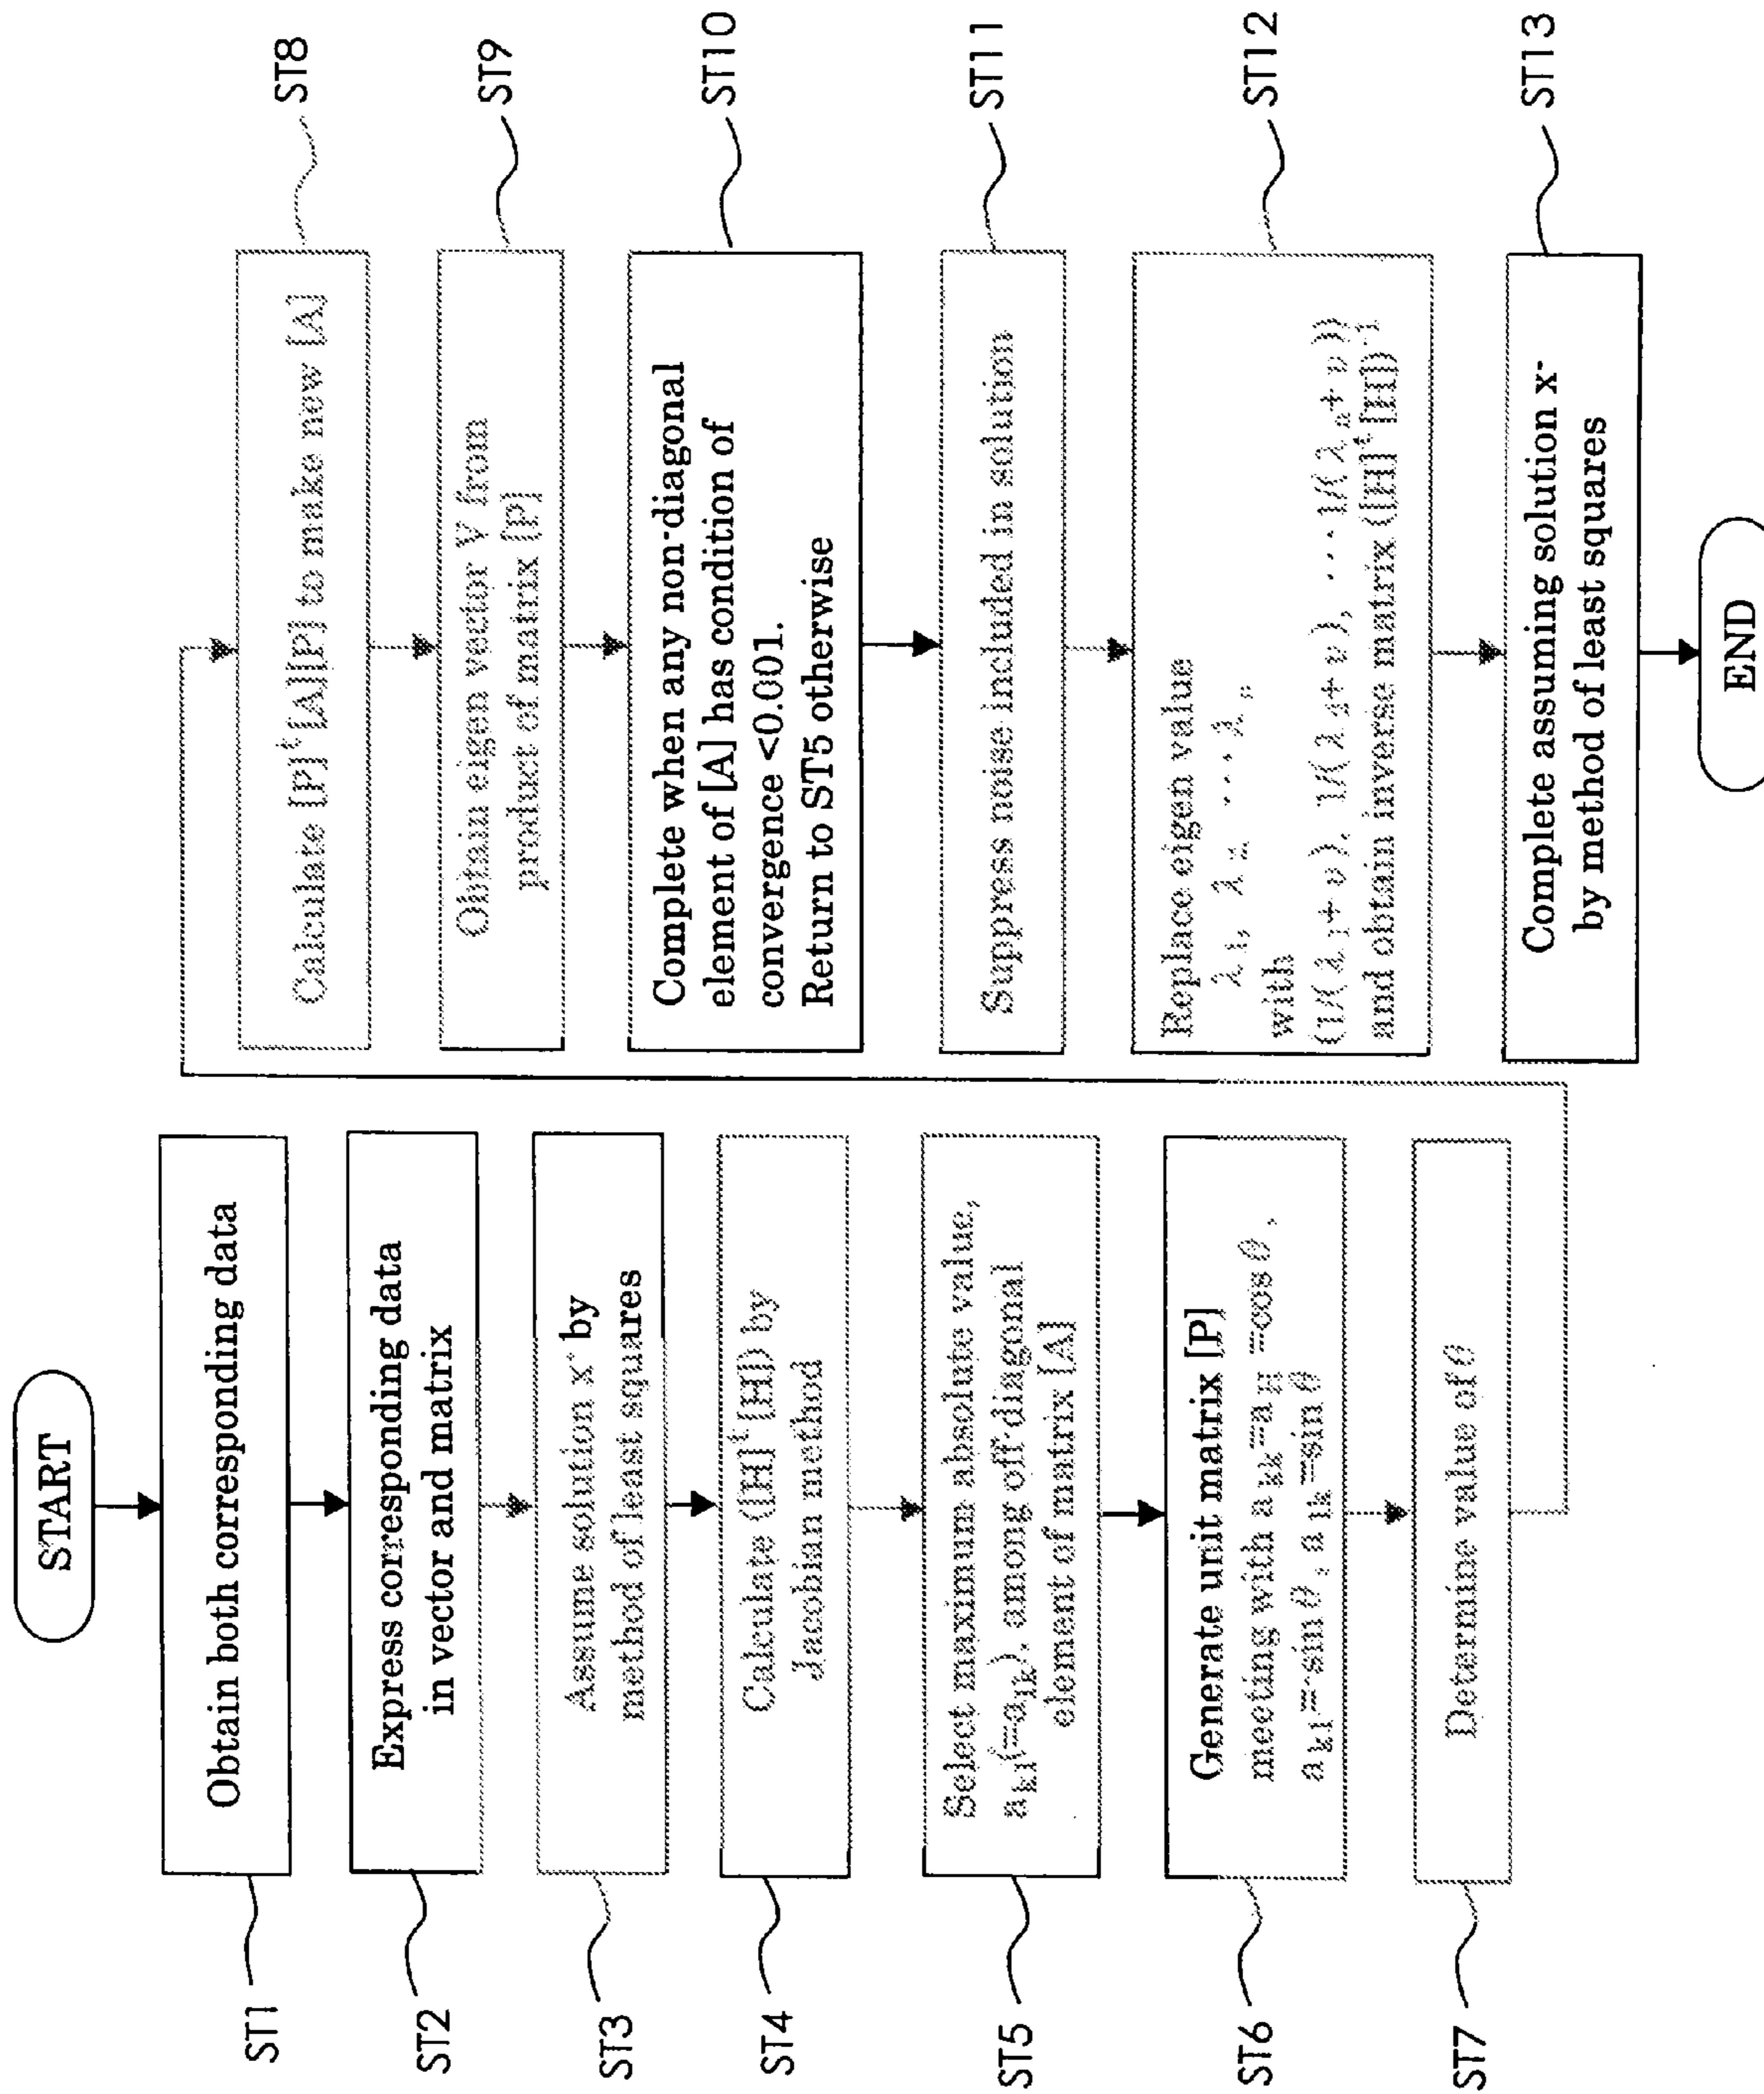 START
ST1
Obtain both corresponding data
ST2
Express corresponding data
in vector and matrix
ST3
Assume solution x- by
method of least squares
ST4
Calculate ([H]ᵗ[H]) by
Jacobian method
ST5
Select maximum absolute value,
aₖₗ(=aₗₖ), among off-diagonal
element of matrix [A]
ST6
Generate unit matrix [P]
meeting with aₖₖ=aₗₗ=cosθ,
aₖₗ=-sinθ, aₗₖ=sinθ
ST7
Determine value of θ
ST8
Calculate [P]ᵗ[A][P] to make new [A]
ST9
Obtain eigen vector V from
product of matrix [P]
ST10
Complete when any non-diagonal
element of [A] has condition of
convergence <0.001.
Return to ST5 otherwise
ST11
Suppress noise included in solution
ST12
Replace eigen value
λ₁, λ₂ ⋯ λₙ
with
(1/(λ₁+υ), 1/(λ₂+υ), ⋯ 1/(λₙ+υ))
and obtain inverse matrix ([H]ᵗ[H])⁻¹
ST13
Complete assuming solution x-
by method of least squares
END